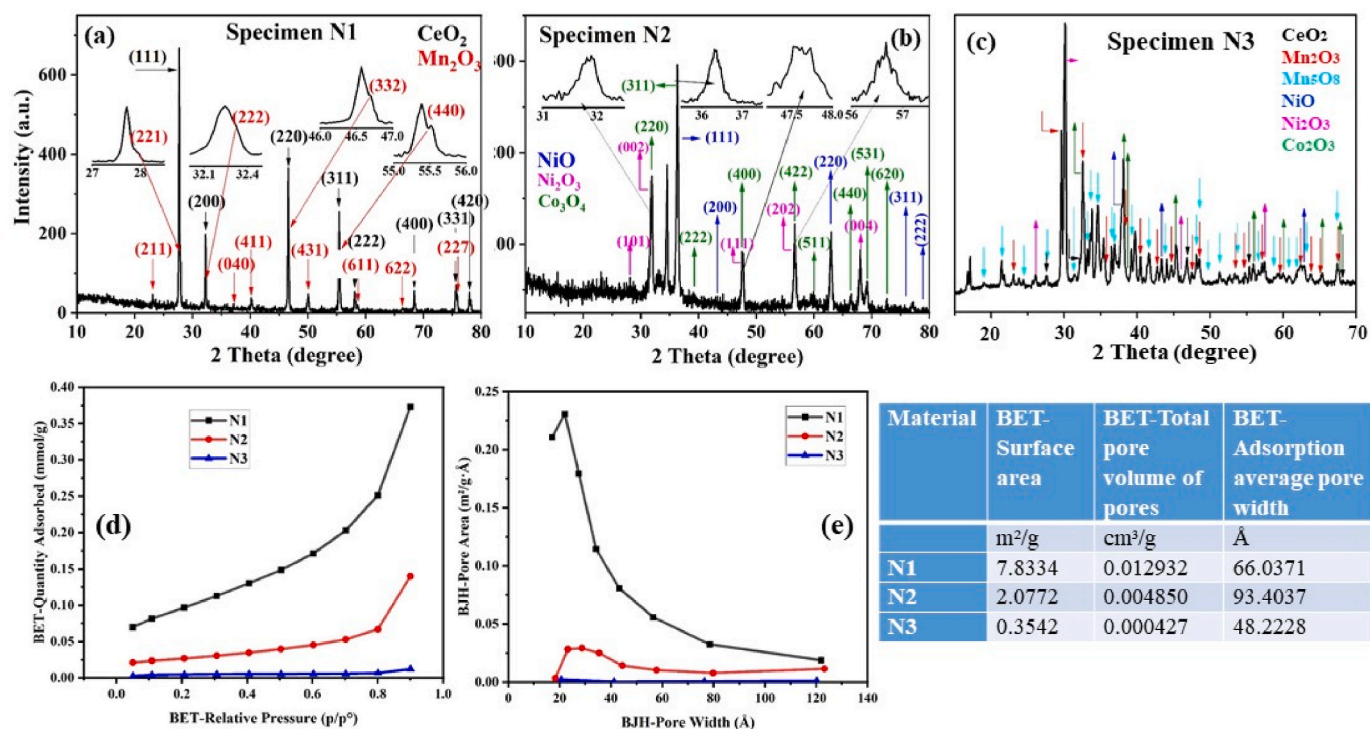 (a)
Specimen N1
CeO₂
Mn₂O₃
(111)
(221)
27
28
(222)
32.1
32.4
(332)
46.0
46.6
47.0
(440)
55.0
55.5
56.0
(220)
(200)
(311)
(222)
(400)
(331)
(420)
(211)
(040)
(411)
(431)
(611)
622)
(227)
600
400
200
0
Intensity (a.u.)
10
20
30
40
50
60
70
80
2 Theta (degree)
Specimen N2
(b)
31
32
(311)
36
37
47.5
48.0
56
57
(220)
(002)
(111)
NiO
Ni₂O₃
Co₃O₄
(400)
(422)
(220)
(531)
(620)
(440)
(311)
(200)
(202)
(101)
(222)
(111)
(511)
(004)
(222)
10
20
30
40
50
60
70
80
2 Theta (degree)
(c)
Specimen N3
CeO₂
Mn₂O₃
Mn₅O₈
NiO
Ni₂O₃
Co₂O₃
20
30
40
50
60
70
2 Theta (degree)
(d)
N1
N2
N3
0.40
0.35
0.30
0.25
0.20
0.15
0.10
0.05
0.00
BET-Quantity Adsorbed (mmol/g)
0.0
0.2
0.4
0.6
0.8
1.0
BET-Relative Pressure (p/p°)
(e)
N1
N2
N3
0.25
0.20
0.15
0.10
0.05
0.00
BJH-Pore Area (m²/g·Å)
0
20
40
60
80
100
120
140
BJH-Pore Width (Å)
Material
BET-
Surface
area
BET-Total
pore
volume of
pores
BET-
Adsorption
average pore
width
m²/g
cm³/g
Å
N1
7.8334
0.012932
66.0371
N2
2.0772
0.004850
93.4037
N3
0.3542
0.000427
48.2228